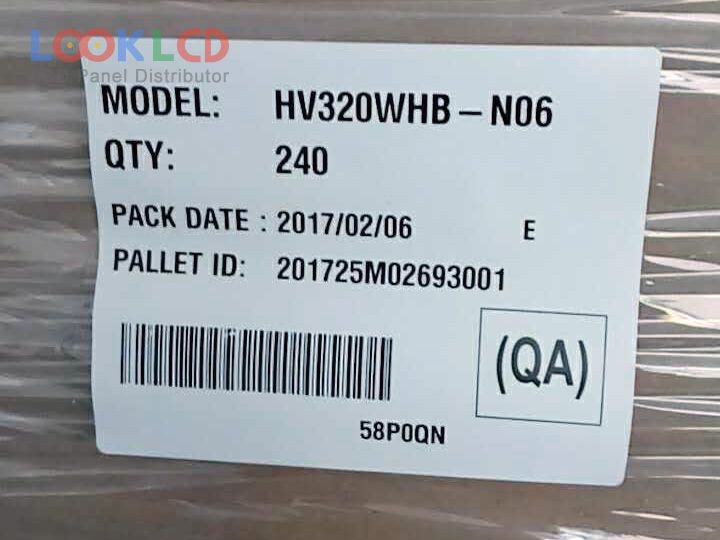 LOOKLCD
Panel Distributor
MODEL: HV320WHB – N06
QTY: 240
PACK DATE : 2017/02/06 E
PALLET ID: 201725M02693001
(QA)
58P0QN